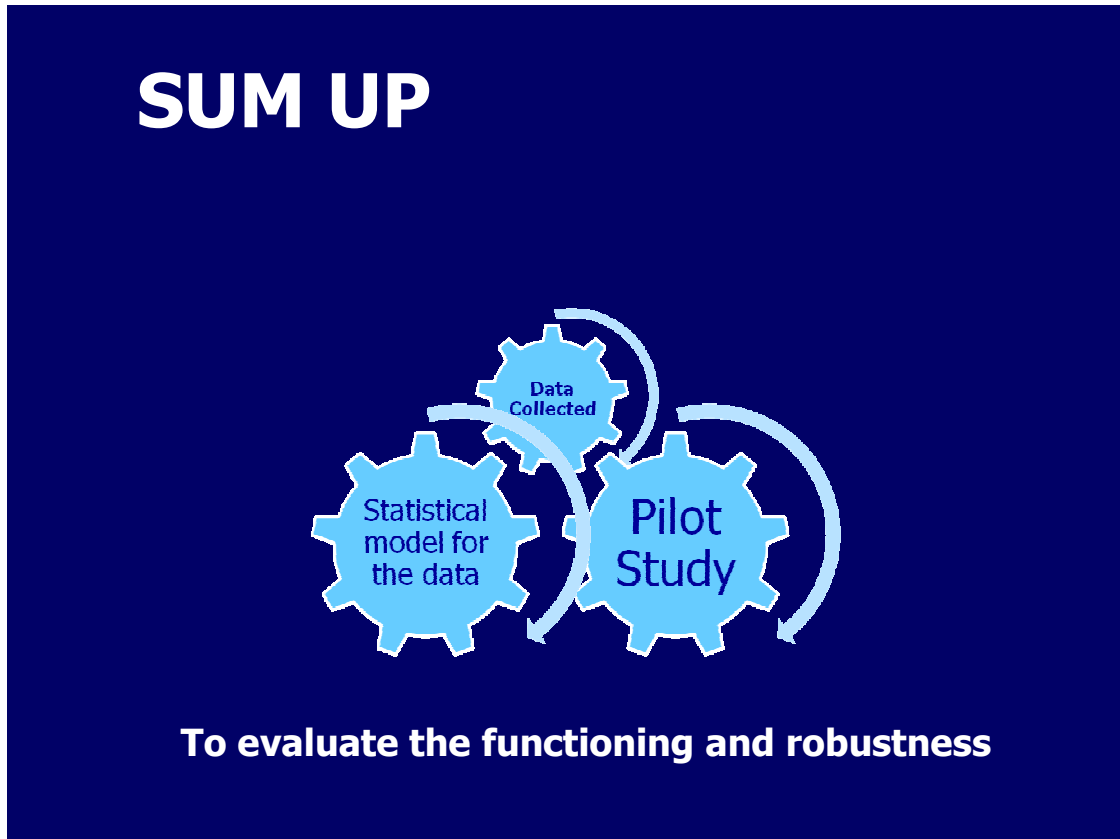 SUM UP
Data
Collected
Statistical
model for
the data
Pilot
Study
To evaluate the functioning and robustness